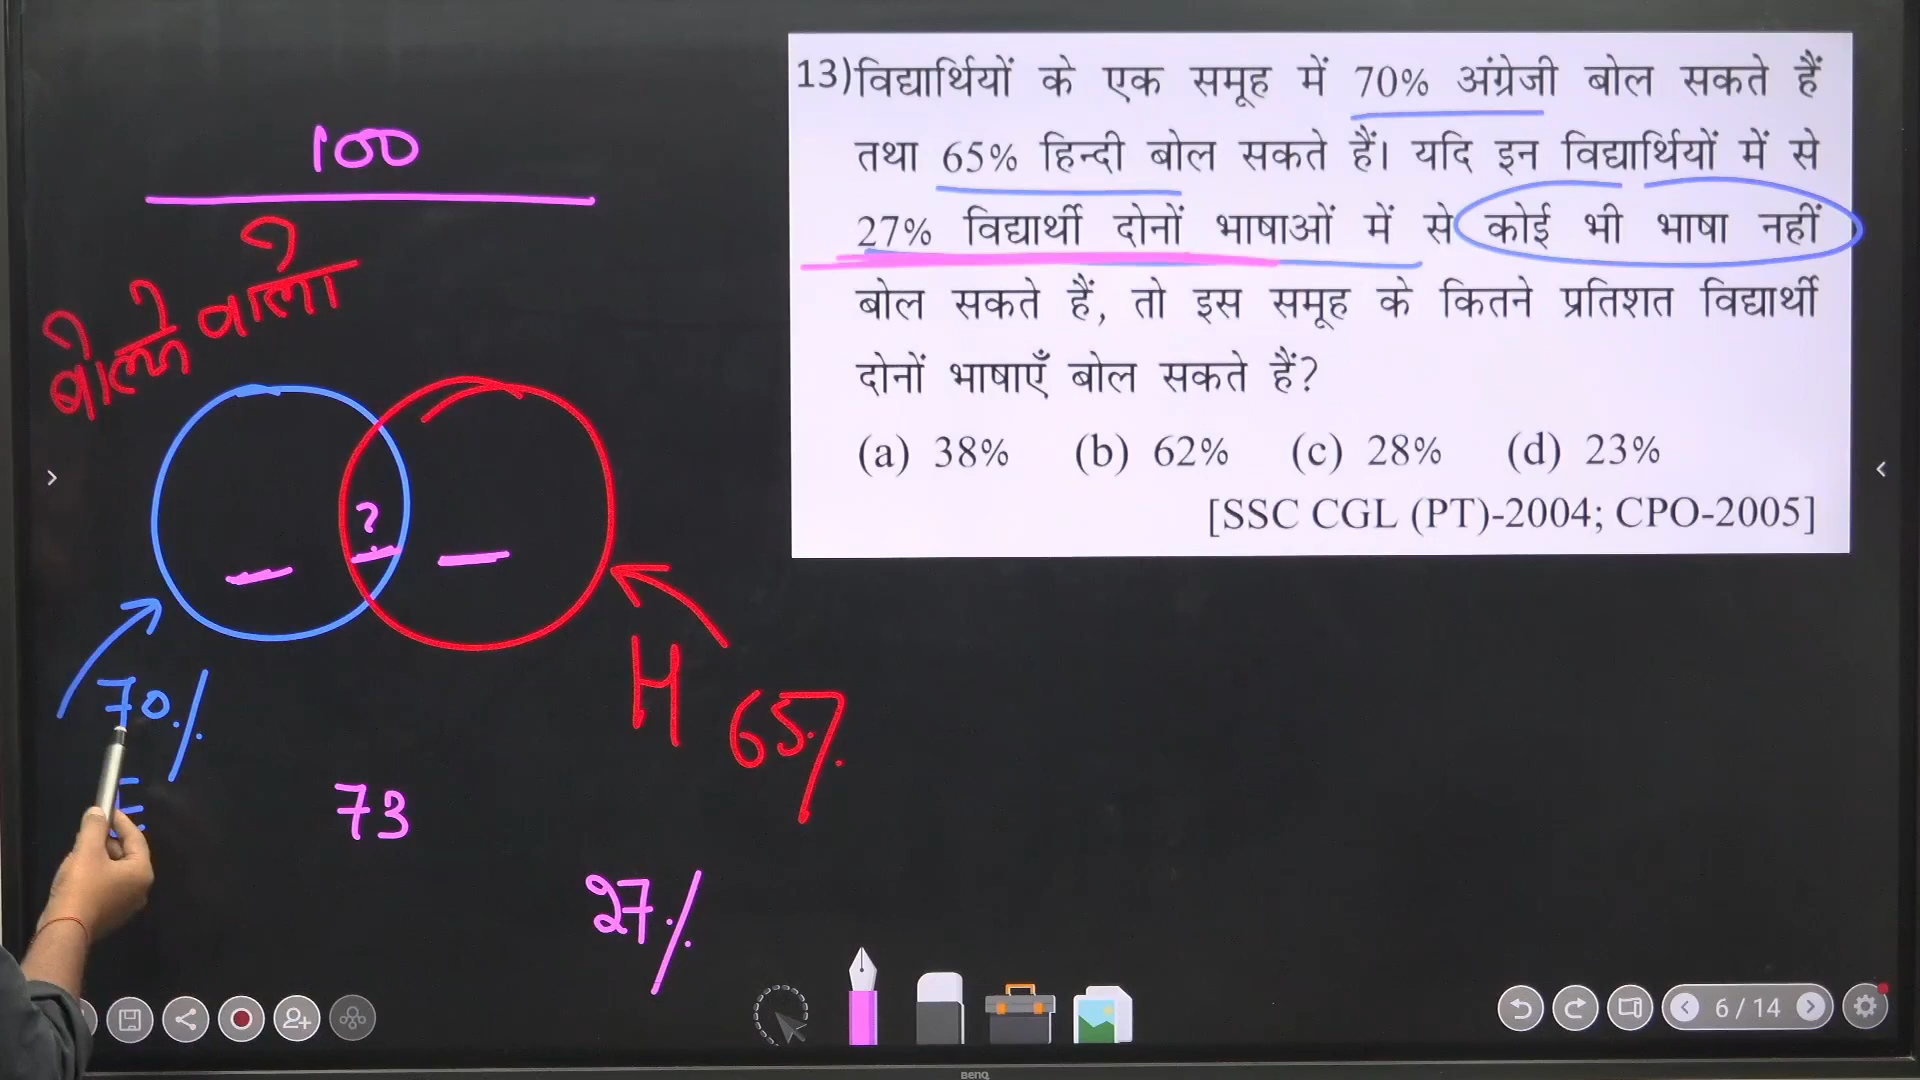 100
बोलने वाले
?
70%
E
H
65%
73
27%
13) विद्यार्थियों के एक समूह में 70% अंग्रेजी बोल सकते हैं
तथा 65% हिन्दी बोल सकते हैं। यदि इन विद्यार्थियों में से
27% विद्यार्थी दोनों भाषाओं में से कोई भी भाषा नहीं
बोल सकते हैं, तो इस समूह के कितने प्रतिशत विद्यार्थी
दोनों भाषाएँ बोल सकते हैं?
(a) 38% (b) 62% (c) 28% (d) 23%
[SSC CGL (PT)-2004; CPO-2005]
6 / 14
BENQ